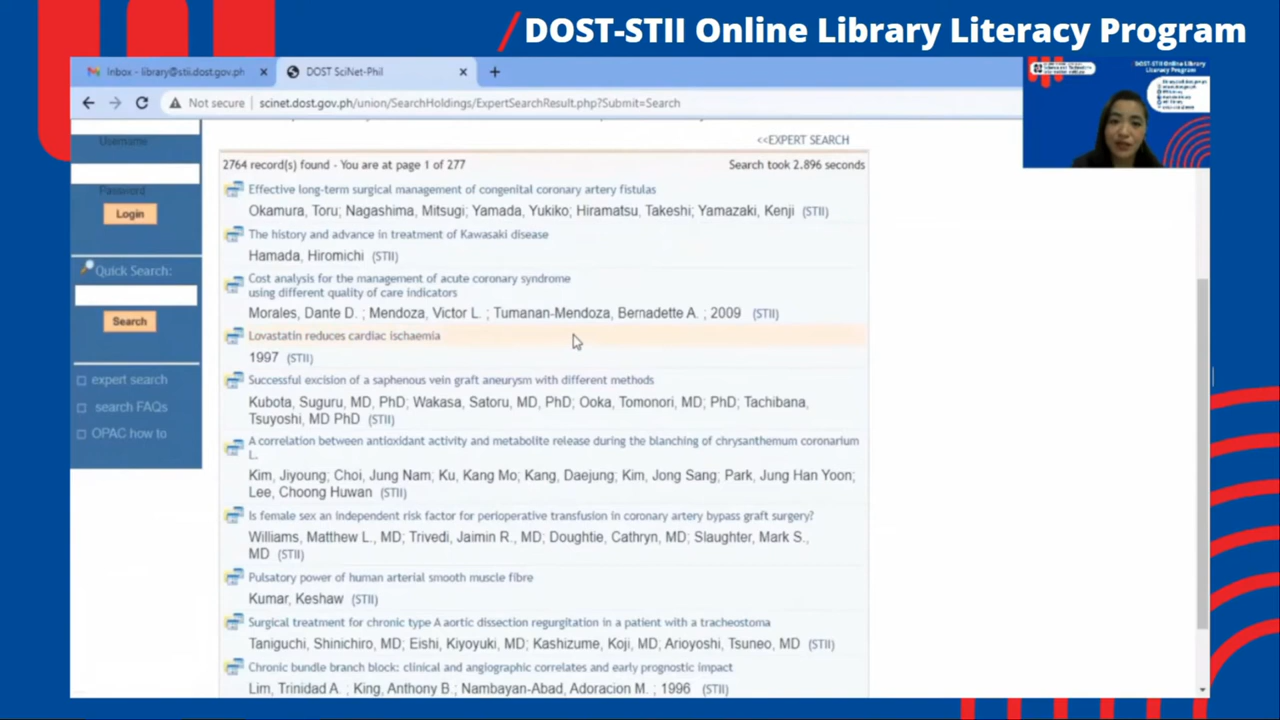 DOST-STII Online Library Literacy Program
Inbox - library@stii.dost.gov.ph
DOST SciNet-Phil
Not secure
scinet.dost.gov.ph/union/SearchHoldings/ExpertSearchResult.php?Submit=Search
DOST-STII Online Library
Literacy Program
Username
Password
Login
Quick Search:
Search
expert search
search FAQs
OPAC how to
<<EXPERT SEARCH
2764 record(s) found - You are at page 1 of 277
Search took 2.896 seconds
Effective long-term surgical management of congenital coronary artery fistulas
Okamura, Toru; Nagashima, Mitsugi; Yamada, Yukiko; Hiramatsu, Takeshi; Yamazaki, Kenji (STII)
The history and advance in treatment of Kawasaki disease
Hamada, Hiromichi (STII)
Cost analysis for the management of acute coronary syndrome
using different quality of care indicators
Morales, Dante D. ; Mendoza, Victor L. ; Tumanan-Mendoza, Bernadette A. ; 2009 (STII)
Lovastatin reduces cardiac ischaemia
1997 (STII)
Successful excision of a saphenous vein graft aneurysm with different methods
Kubota, Suguru, MD, PhD; Wakasa, Satoru, MD, PhD; Ooka, Tomonori, MD; PhD; Tachibana,
Tsuyoshi, MD PhD (STII)
A correlation between antioxidant activity and metabolite release during the blanching of chrysanthemum coronarium
L.
Kim, Jiyoung; Choi, Jung Nam; Ku, Kang Mo; Kang, Daejung; Kim, Jong Sang; Park, Jung Han Yoon;
Lee, Choong Huwan (STII)
Is female sex an independent risk factor for perioperative transfusion in coronary artery bypass graft surgery?
Williams, Matthew L., MD; Trivedi, Jaimin R., MD; Doughtie, Cathryn, MD; Slaughter, Mark S.,
MD (STII)
Pulsatory power of human arterial smooth muscle fibre
Kumar, Keshaw (STII)
Surgical treatment for chronic type A aortic dissection regurgitation in a patient with a tracheostoma
Taniguchi, Shinichiro, MD; Eishi, Kiyoyuki, MD; Kashizume, Koji, MD; Arioyoshi, Tsuneo, MD (STII)
Chronic bundle branch block: clinical and angiographic correlates and early prognostic impact
Lim, Trinidad A. ; King, Anthony B.; Nambayan-Abad, Adoracion M. ; 1996 (STII)